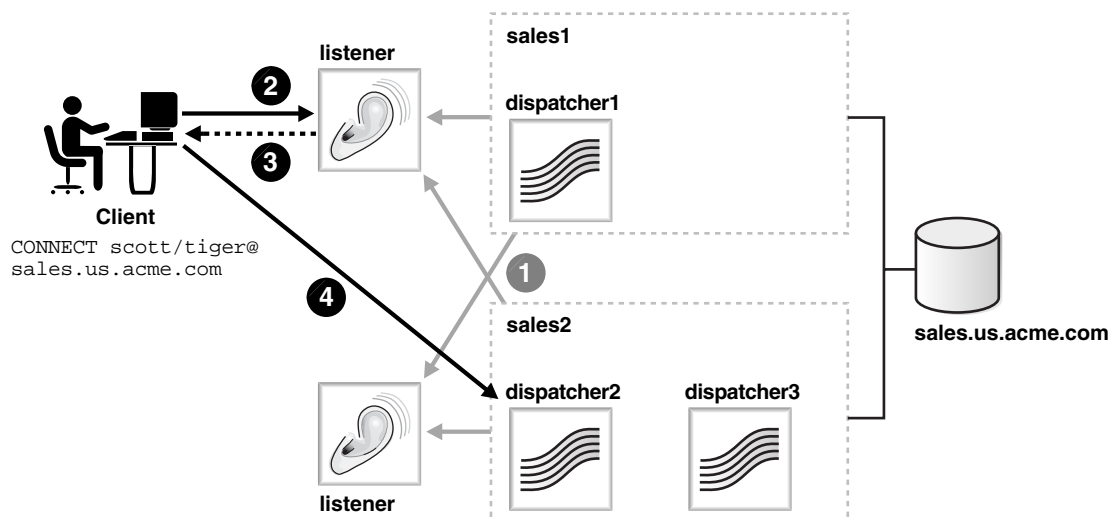 sales1
listener
dispatcher1
2
3
Client
CONNECT scott/tiger@
sales.us.acme.com
1
4
sales2
sales.us.acme.com
dispatcher2
dispatcher3
listener